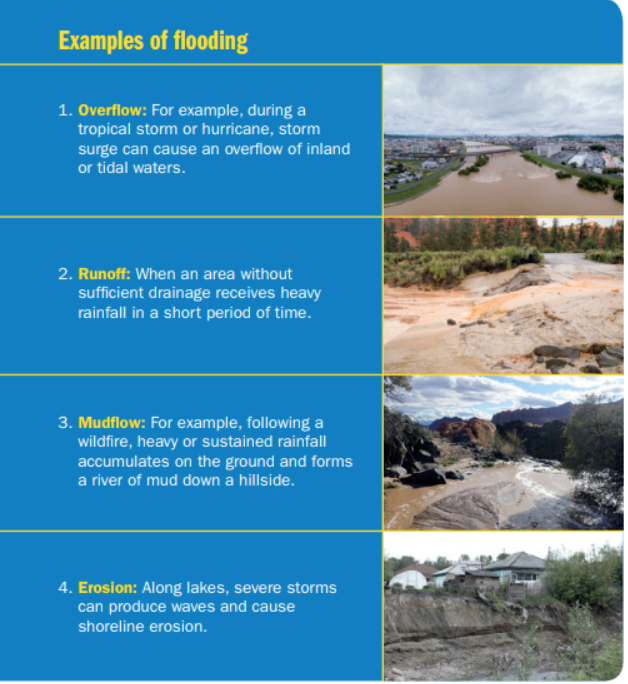 Examples of flooding
1. Overflow: For example, during a
tropical storm or hurricane, storm
surge can cause an overflow of inland
or tidal waters.
2. Runoff: When an area without
sufficient drainage receives heavy
rainfall in a short period of time.
3. Mudflow: For example, following a
wildfire, heavy or sustained rainfall
accumulates on the ground and forms
a river of mud down a hillside.
4. Erosion: Along lakes, severe storms
can produce waves and cause
shoreline erosion.